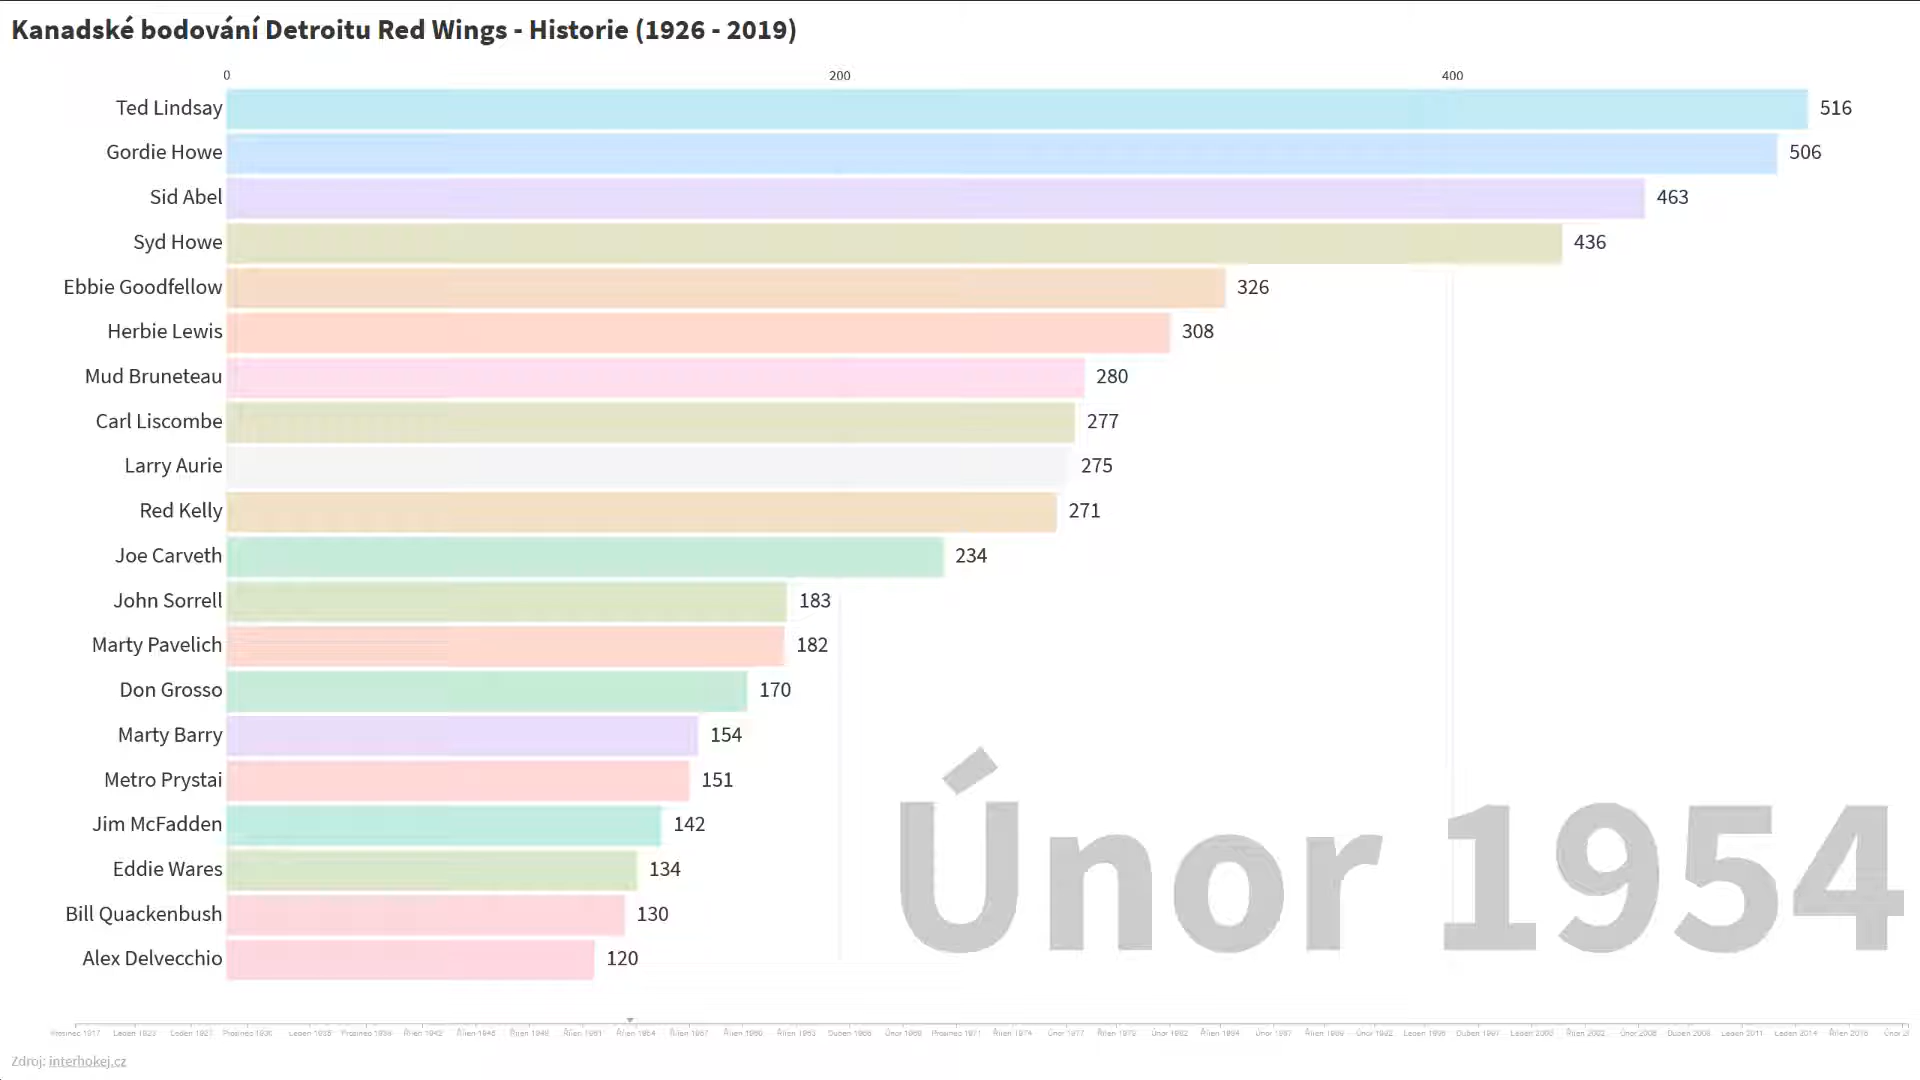 Kanadské bodování Detroitu Red Wings - Historie (1926 - 2019)
0 200 400
Ted Lindsay 516
Gordie Howe 506
Sid Abel 463
Syd Howe 436
Ebbie Goodfellow 326
Herbie Lewis 308
Mud Bruneteau 280
Carl Liscombe 277
Larry Aurie 275
Red Kelly 271
Joe Carveth 234
John Sorrell 183
Marty Pavelich 182
Don Grosso 170
Marty Barry 154
Metro Prystai 151
Jim McFadden 142
Eddie Wares 134
Bill Quackenbush 130
Alex Delvecchio 120
Únor 1954
Zdroj: interhokej.cz